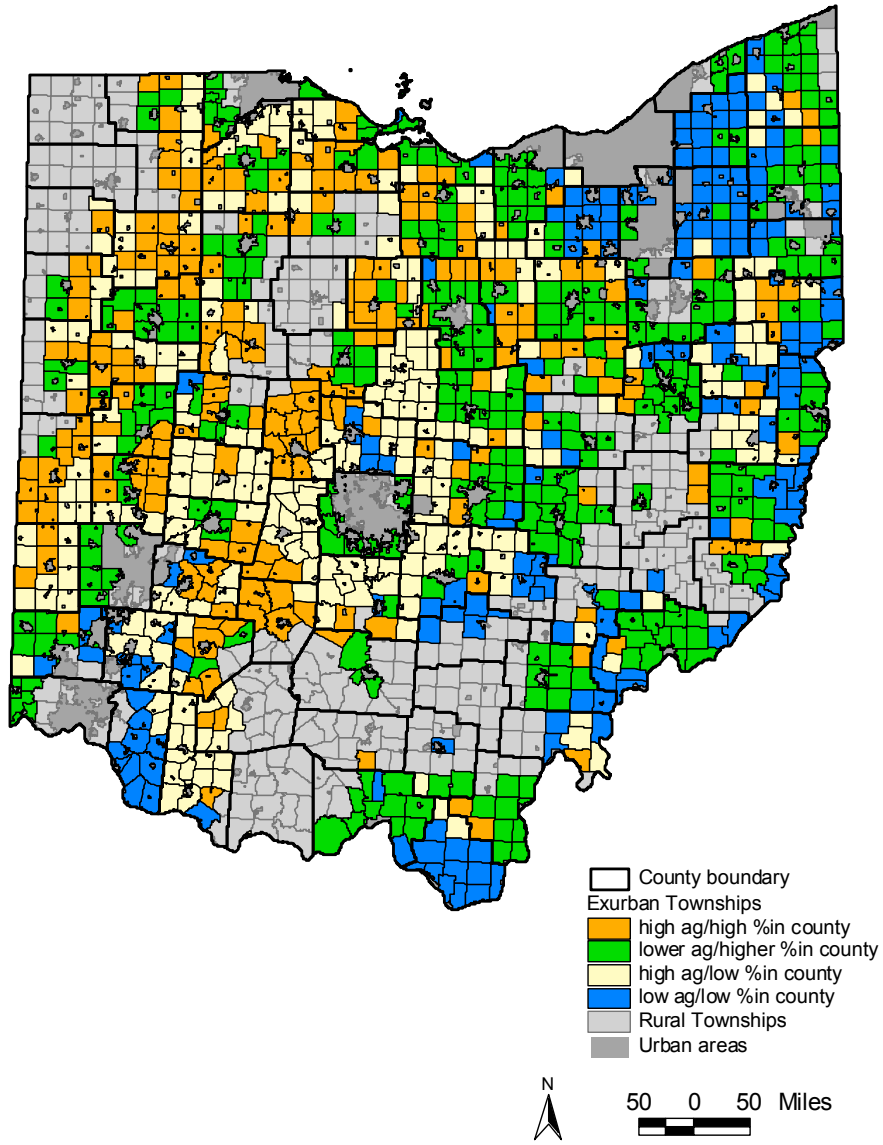 County boundary
Exurban Townships
high ag/high %in county
lower ag/higher %in county
high ag/low %in county
low ag/low %in county
Rural Townships
Urban areas
N
50 0 50 Miles